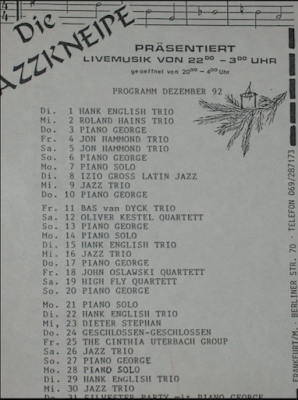 Die
JAZZKNEIPE
PRÄSENTIERT
LIVEMUSIK VON 22⁰⁰ - 3⁰⁰ UHR
geoeffnet von 20⁰⁰ - 4⁰⁰ Uhr
PROGRAMM DEZEMBER 92
Di. 1 HANK ENGLISH TRIO
Mi. 2 ROLAND HAINS TRIO
Do. 3 PIANO GEORGE
Fr. 4 JON HAMMOND TRIO
Sa. 5 JON HAMMOND TRIO
So. 6 PIANO GEORGE
Mo. 7 PIANO SOLO
Di. 8 IZIO GROSS LATIN JAZZ
Mi. 9 JAZZ TRIO
Do. 10 PIANO GEORGE
Fr. 11 BAS van DYCK TRIO
Sa. 12 OLIVER KESTEL QUARTETT
So. 13 PIANO GEORGE
Mo. 14 PIANO SOLO
Di. 15 HANK ENGLISH TRIO
Mi. 16 JAZZ TRIO
Do. 17 PIANO GEORGE
Fr. 18 JOHN OSLAWSKI QUARTETT
Sa. 19 HIGH FLY QUARTETT
So. 20 PIANO GEORGE
Mo. 21 PIANO SOLO
Di. 22 HANK ENGLISH TRIO
Mi. 23 DIETER STEPHAN
Do. 24 GESCHLOSSEN-GESCHLOSSEN
Fr. 25 THE CINTHIA UTERBACH GROUP
Sa. 26 JAZZ TRIO
So. 27 PIANO GEORGE
Mo. 28 PIANO SOLO
Di. 29 HANK ENGLISH TRIO
Mi. 30 JAZZ TRIO
Do. 31 SILVESTER PARTY mit PIANO GEORGE
FRANKFURT/M. BERLINER STR. 70 · TELEFON 069/287173